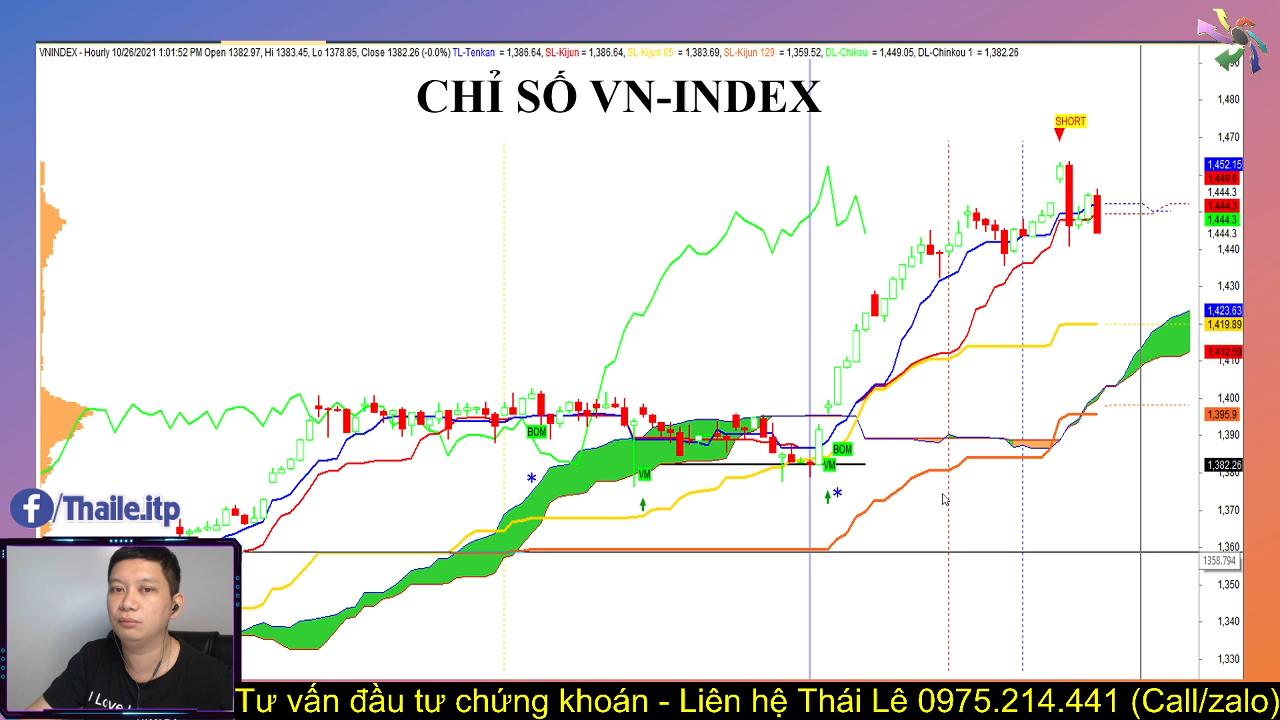 VNINDEX - Hourly 10/26/2021 1:01:52 PM Open 1382.97, Hi 1383.45, Lo 1378.85, Close 1382.26 (-0.0%) TL-Tenkan = 1,386.64, SL-Kijun = 1,386.64, SL-Kijun 65 = 1,383.69, SL-Kijun 129 = 1,359.52, DL-Chikou = 1,449.05, DL-Chinkou 1 = 1,382.26
CHỈ SỐ VN-INDEX
1,480
SHORT
1,470
1,452.15
1,444.3
1,444.3
1,444.3
1,444.3
1,440
1,430
1,423.63
1,419.89
1,412.59
1,410
1,400
1,395.9
BOM
1,390
BOM
VM
VM
1,382.26
1,380
*
*
/Thaile.itp
1,370
1,360
1358.794
1,350
1,340
1,330
I Love
Tư vấn đầu tư chứng khoán - Liên hệ Thái Lê 0975.214.441 (Call/zalo)